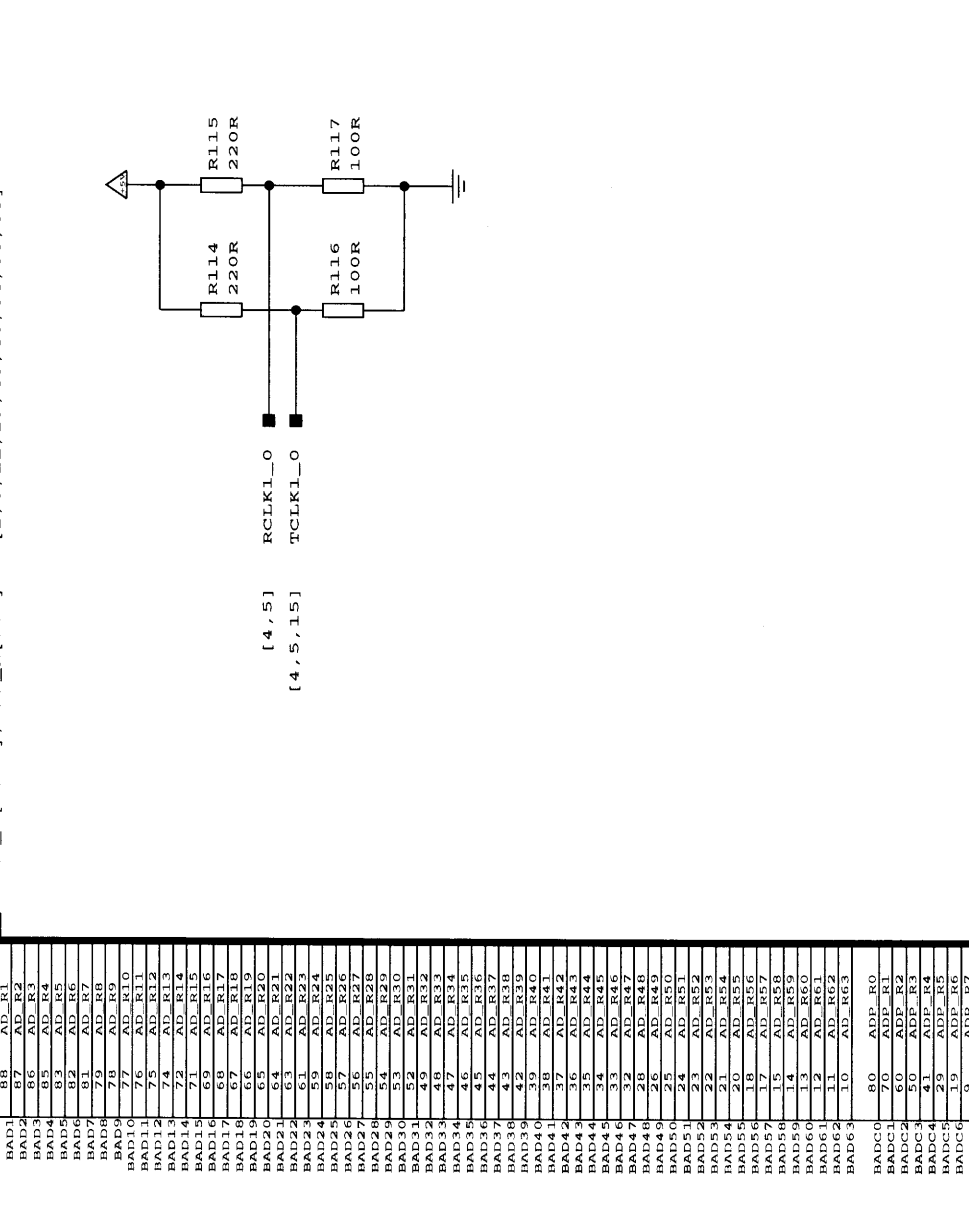 BAD1 88 AD_R1
BAD2 87 AD_R2
BAD3 86 AD_R3
BAD4 85 AD_R4
BAD5 83 AD_R5
BAD6 82 AD_R6
BAD7 81 AD_R7
BAD8 79 AD_R8
BAD9 78 AD_R9
BAD10 77 AD_R10
BAD11 76 AD_R11
BAD12 75 AD_R12
BAD13 74 AD_R13
BAD14 72 AD_R14
BAD15 71 AD_R15
BAD16 69 AD_R16
BAD17 68 AD_R17
BAD18 67 AD_R18
BAD19 66 AD_R19
BAD20 65 AD_R20
BAD21 64 AD_R21
BAD22 63 AD_R22
BAD23 61 AD_R23
BAD24 59 AD_R24
BAD25 58 AD_R25
BAD26 57 AD_R26
BAD27 56 AD_R27
BAD28 55 AD_R28
BAD29 54 AD_R29
BAD30 53 AD_R30
BAD31 52 AD_R31
BAD32 49 AD_R32
BAD33 48 AD_R33
BAD34 47 AD_R34
BAD35 46 AD_R35
BAD36 45 AD_R36
BAD37 44 AD_R37
BAD38 43 AD_R38
BAD39 42 AD_R39
BAD40 39 AD_R40
BAD41 38 AD_R41
BAD42 37 AD_R42
BAD43 36 AD_R43
BAD44 35 AD_R44
BAD45 34 AD_R45
BAD46 33 AD_R46
BAD47 32 AD_R47
BAD48 28 AD_R48
BAD49 26 AD_R49
BAD50 25 AD_R50
BAD51 24 AD_R51
BAD52 23 AD_R52
BAD53 22 AD_R53
BAD54 21 AD_R54
BAD55 20 AD_R55
BAD56 18 AD_R56
BAD57 17 AD_R57
BAD58 15 AD_R58
BAD59 14 AD_R59
BAD60 13 AD_R60
BAD61 12 AD_R61
BAD62 11 AD_R62
BAD63 10 AD_R63
BADC0 80 ADP_R0
BADC1 70 ADP_R1
BADC2 60 ADP_R2
BADC3 50 ADP_R3
BADC4 41 ADP_R4
BADC5 29 ADP_R5
BADC6 19 ADP_R6
9 ADP_R7
+5V
R114
220R
R115
220R
[4,5] RCLK1_O
[4,5,15] TCLK1_O
R116
100R
R117
100R